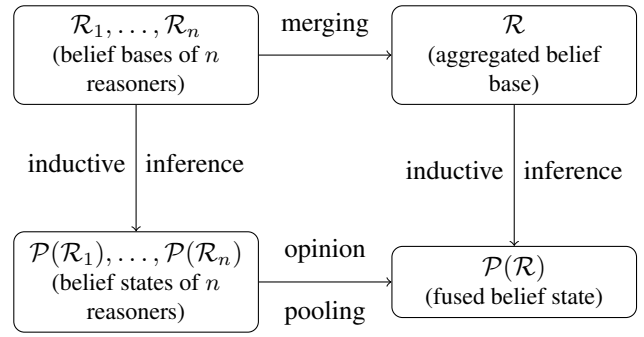 R₁, . . . , Rₙ
(belief bases of n
reasoners)
merging
R
(aggregated belief
base)
inductive inference
inductive inference
P(R₁), . . . , P(Rₙ)
(belief states of n
reasoners)
opinion
pooling
P(R)
(fused belief state)